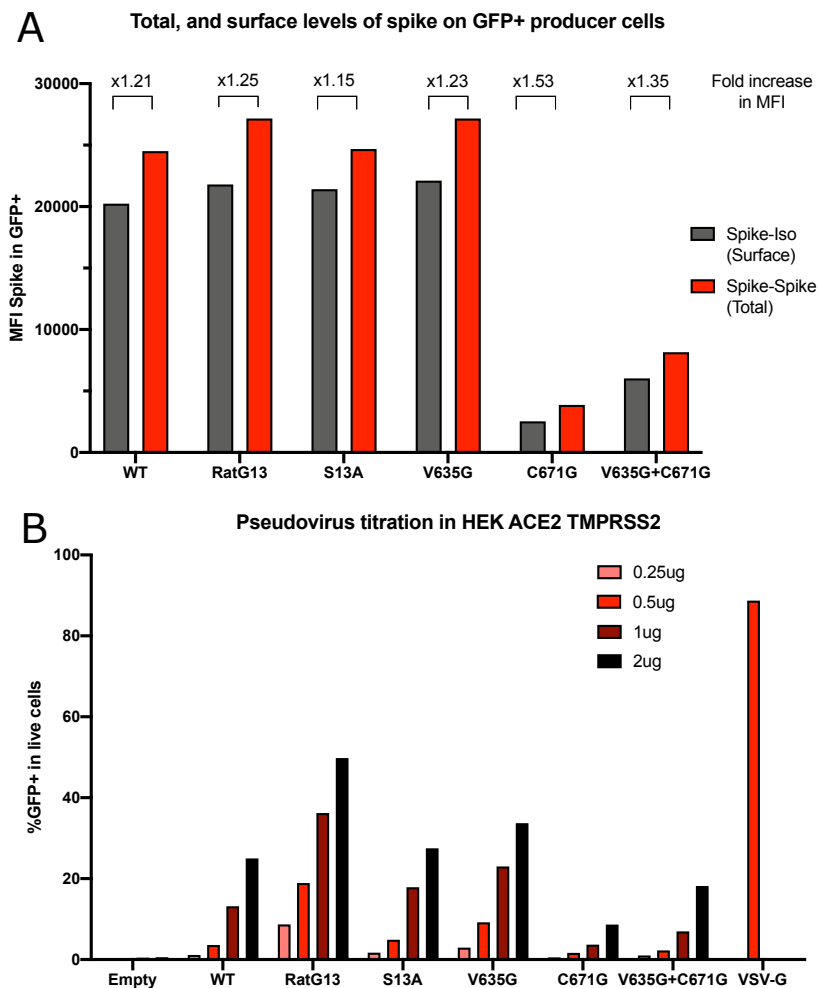 A
Total, and surface levels of spike on GFP+ producer cells
30000
20000
10000
0
MFI Spike in GFP+
x1.21
x1.25
x1.15
x1.23
x1.53
x1.35
Fold increase
in MFI
Spike-Iso
(Surface)
Spike-Spike
(Total)
WT
RatG13
S13A
V635G
C671G
V635G+C671G
B
Pseudovirus titration in HEK ACE2 TMPRSS2
100
80
60
40
20
0
%GFP+ in live cells
0.25ug
0.5ug
1ug
2ug
Empty
WT
RatG13
S13A
V635G
C671G
V635G+C671G
VSV-G